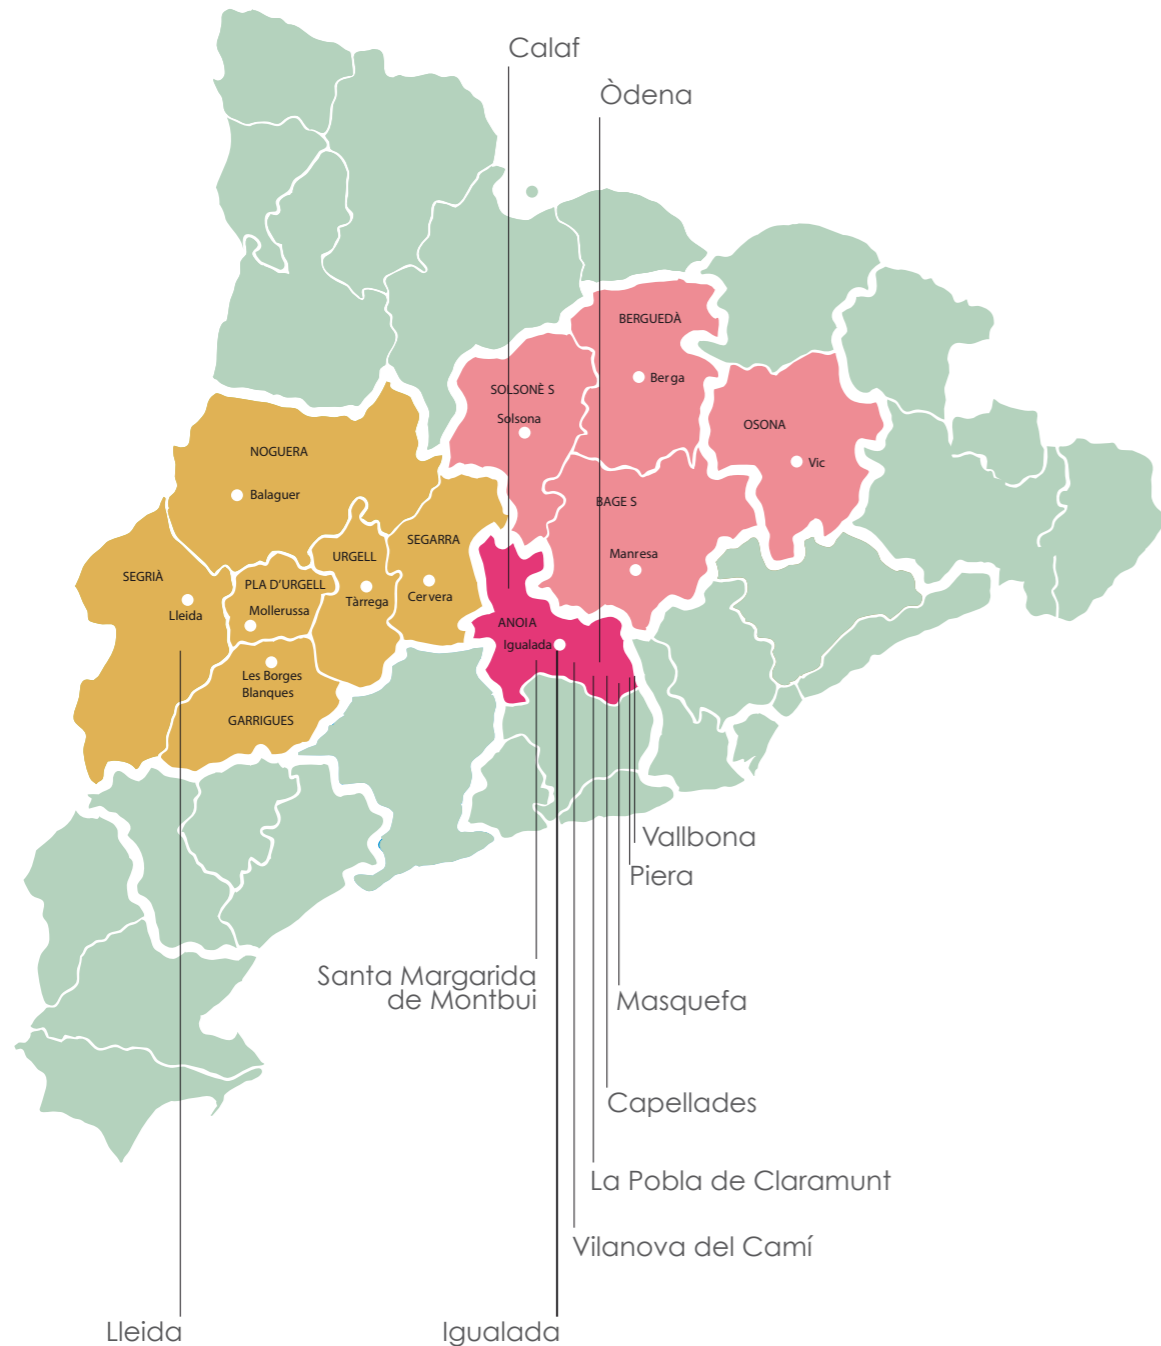 Calaf
Òdena
BERGUEDÀ
Berga
SOLSONÈ S
Solsona
OSONA
Vic
NOGUERA
Balaguer
BAGE S
Manresa
SEGARRA
Cervera
URGELL
Tàrrega
SEGRIÀ
Lleida
PLA D'URGELL
Mollerussa
ANOIA
Igualada
Les Borges
Blanques
GARRIGUES
Vallbona
Piera
Santa Margarida
de Montbui
Masquefa
Capellades
La Pobla de Claramunt
Vilanova del Camí
Lleida
Igualada